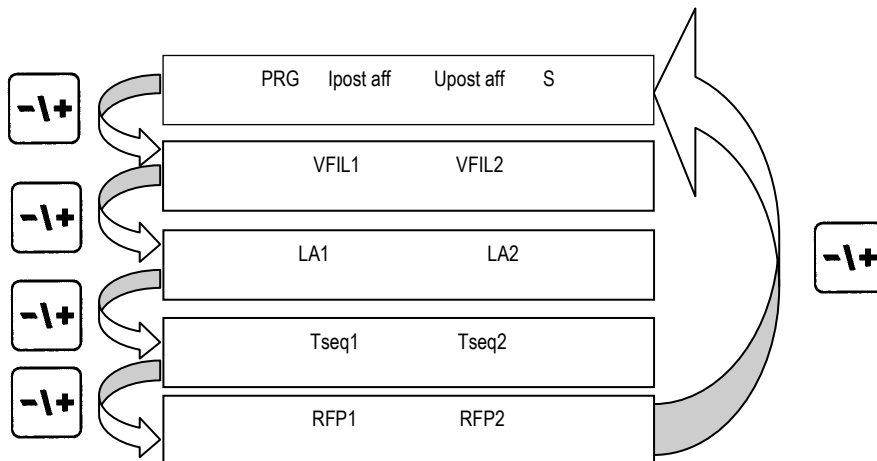 PRG Ipost aff Upost aff S
-\+
VFIL1 VFIL2
-\+
LA1 LA2
-\+
-\+
Tseq1 Tseq2
-\+
RFP1 RFP2